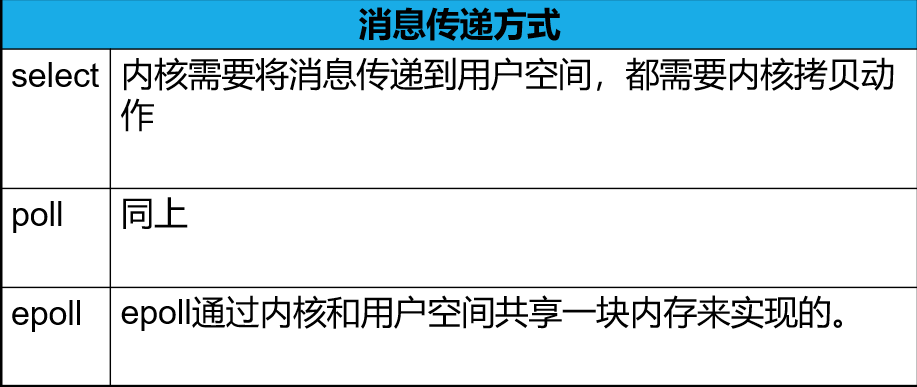 消息传递方式
select 内核需要将消息传递到用户空间，都需要内核拷贝动
作
poll 同上
epoll epoll通过内核和用户空间共享一块内存来实现的。